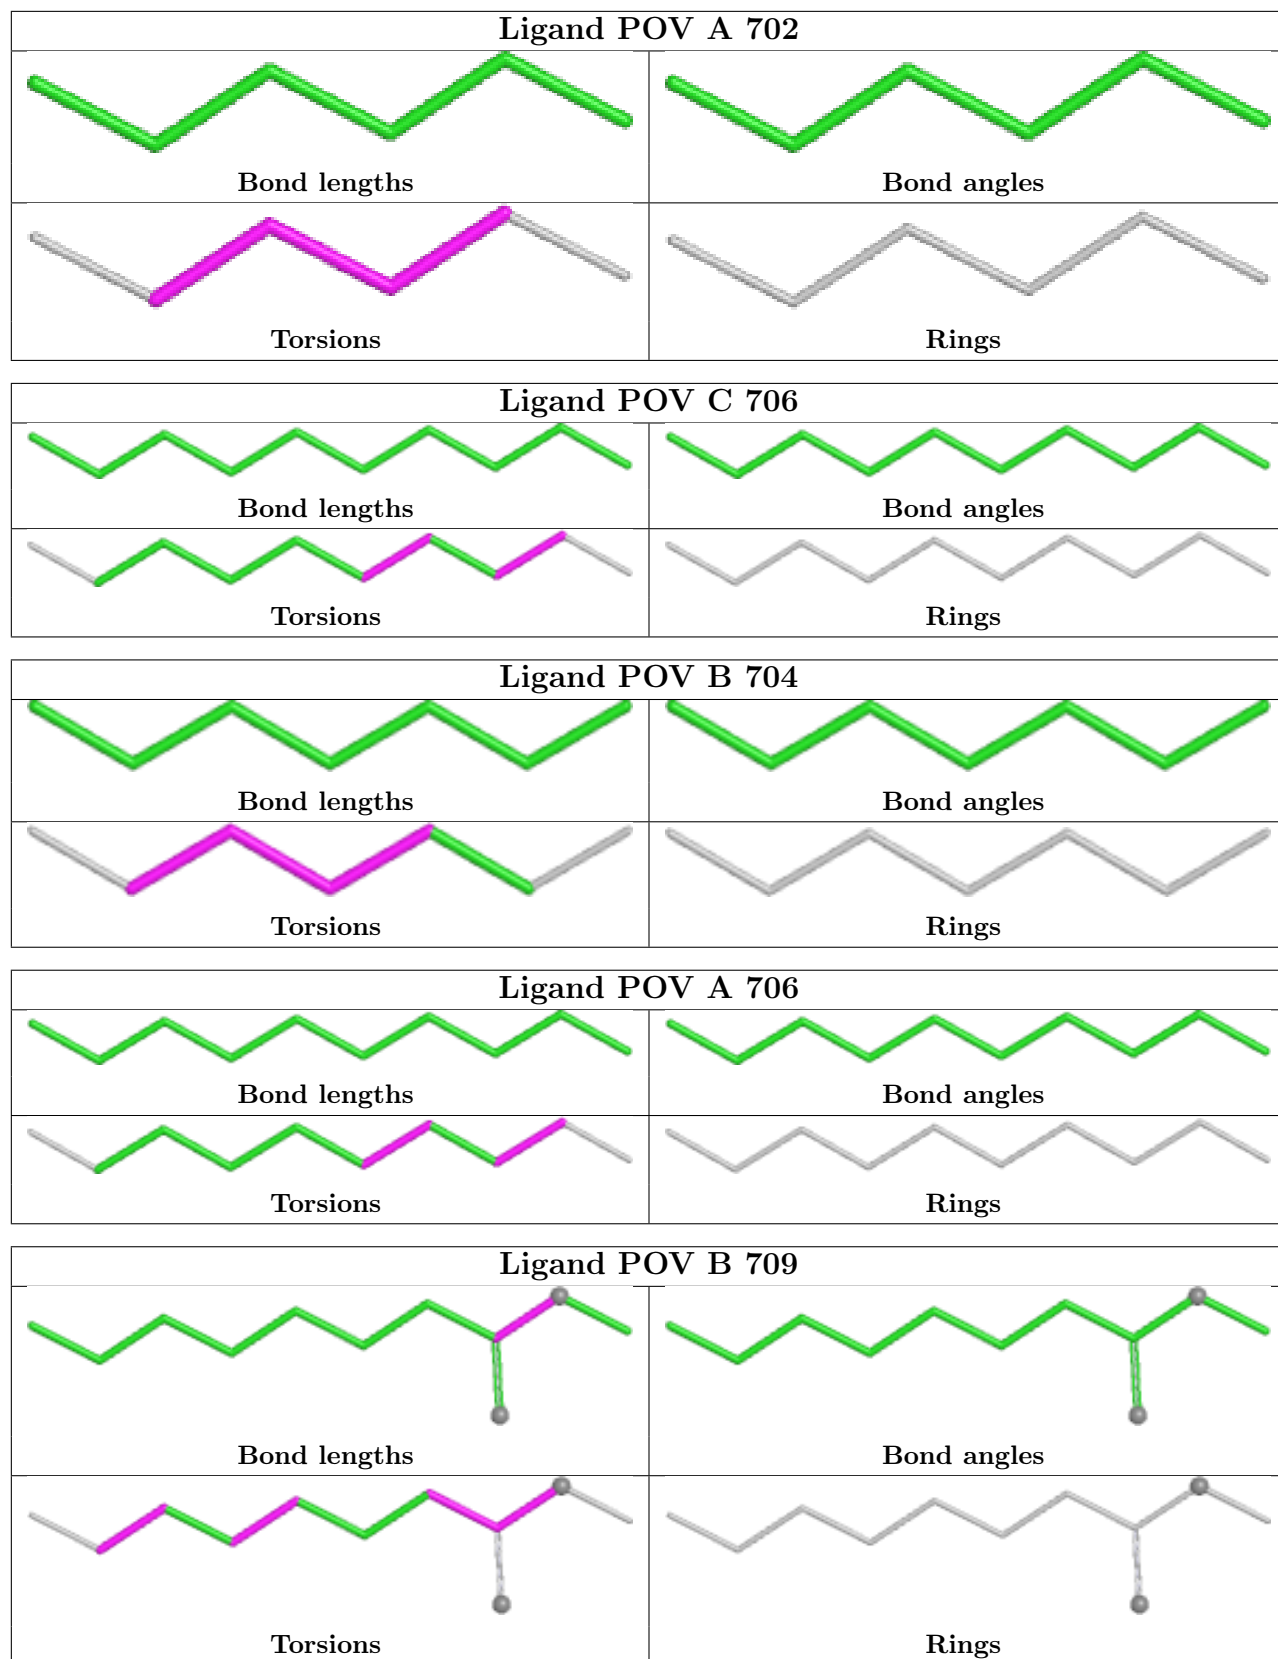 Ligand POV A 702
Bond lengths
Bond angles
Torsions
Rings
Ligand POV C 706
Bond lengths
Bond angles
Torsions
Rings
Ligand POV B 704
Bond lengths
Bond angles
Torsions
Rings
Ligand POV A 706
Bond lengths
Bond angles
Torsions
Rings
Ligand POV B 709
Bond lengths
Bond angles
Torsions
Rings